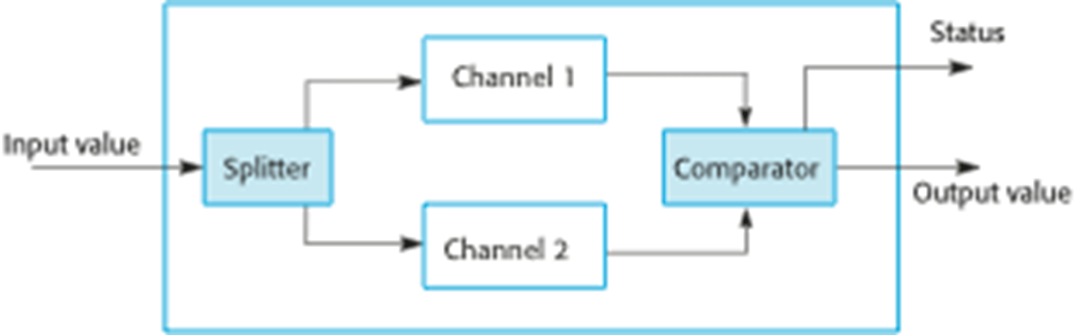 Status
Channel 1
Input value
Splitter
Comparator
Output value
Channel 2